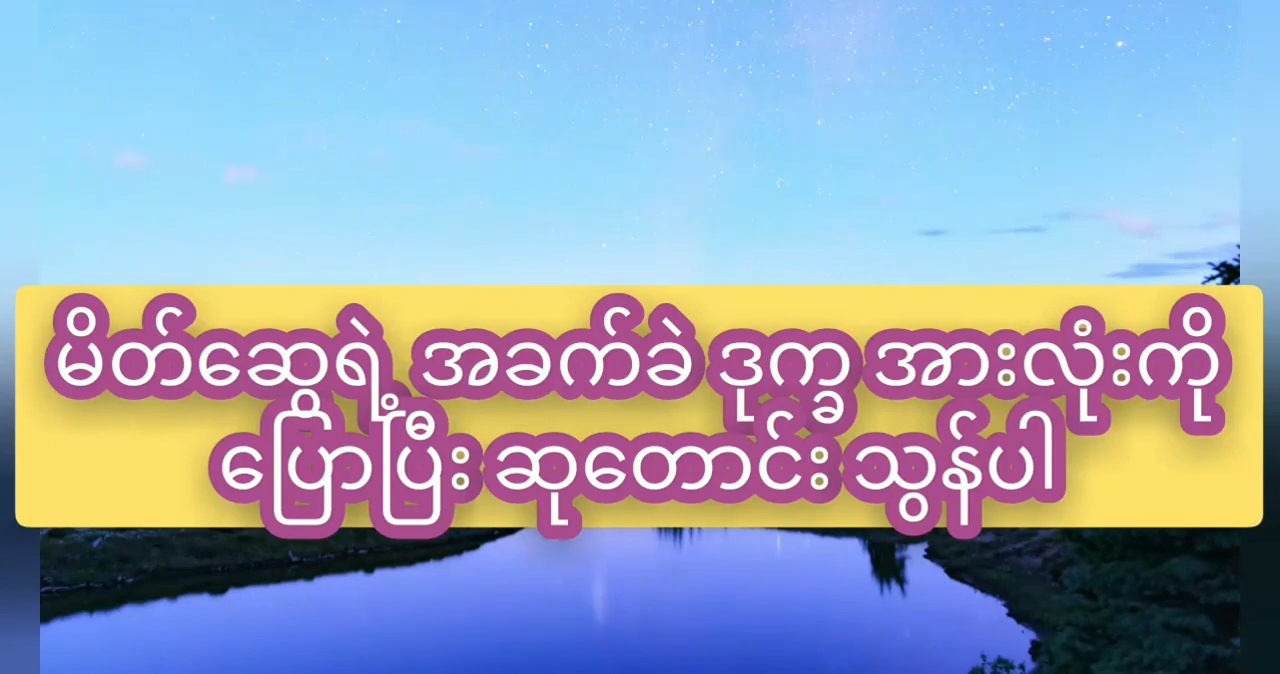 မိတ်ဆွေရဲ့ အခက်ခဲ ဒုက္ခ အားလုံးကို
ပြောပြီး ဆုတောင်း သွန်ပါ